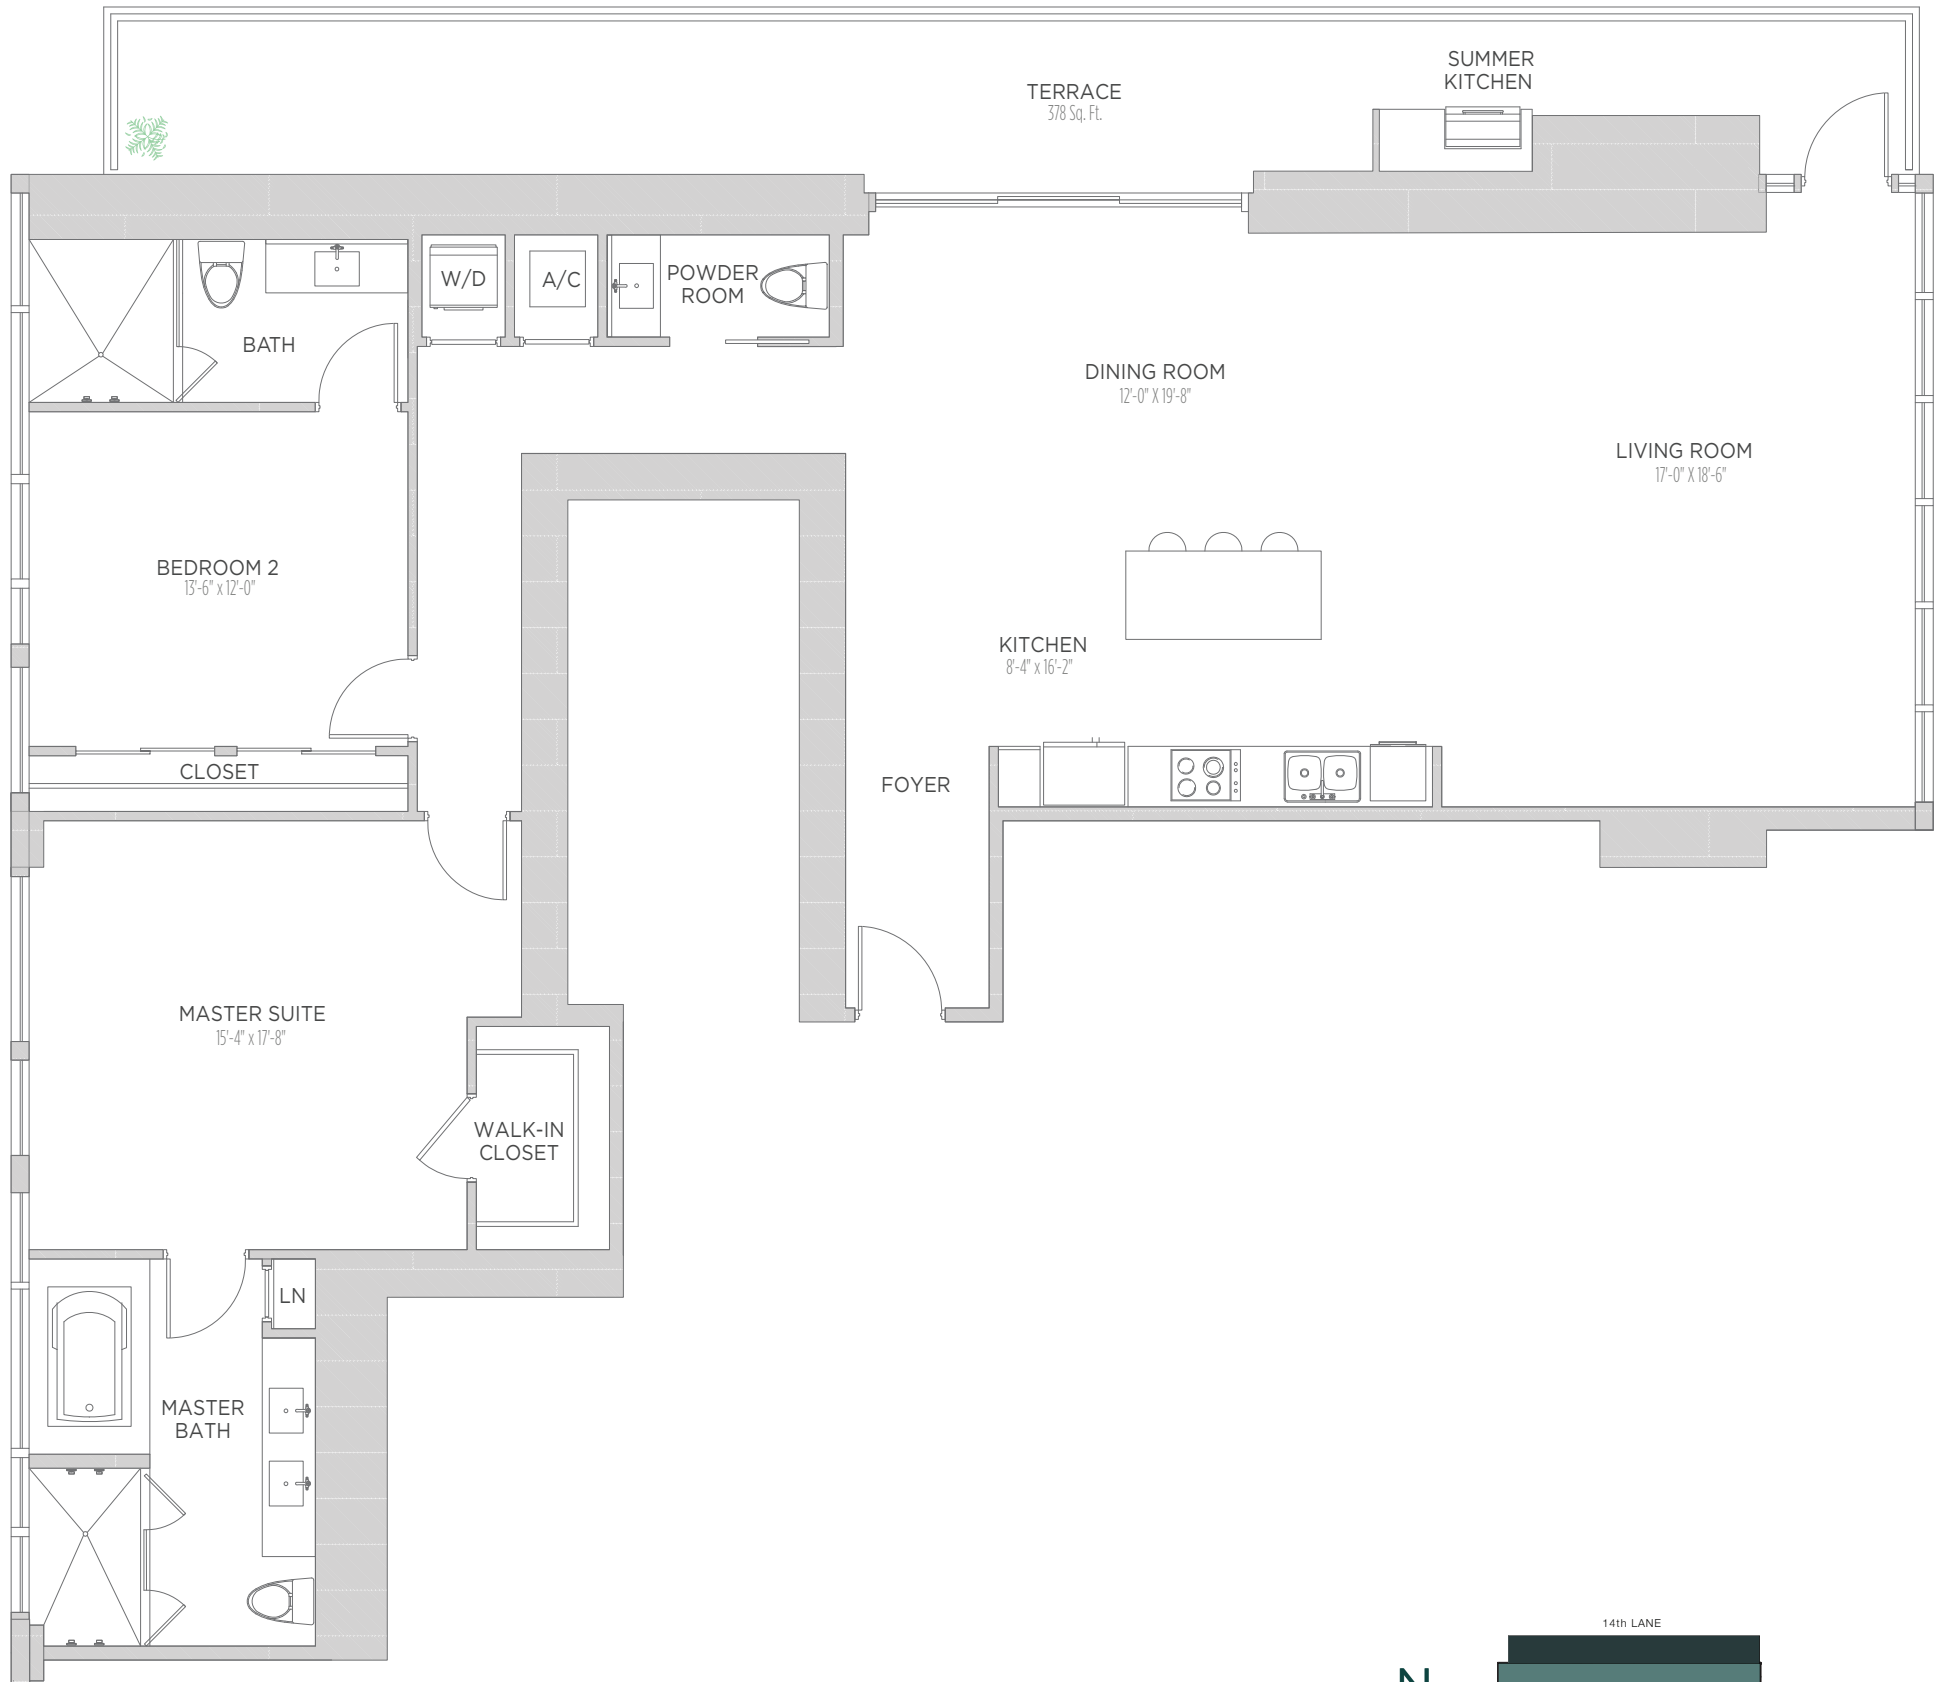 SUMMER
KITCHEN
TERRACE
378 Sq. Ft.
W/D
A/C
POWDER
ROOM
BATH
DINING ROOM
12'-0" X 19'-8"
LIVING ROOM
17'-0" X 18'-6"
BEDROOM 2
13'-6" x 12'-0"
KITCHEN
8'-4" x 16'-2"
CLOSET
FOYER
MASTER SUITE
15'-4" x 17'-8"
WALK-IN
CLOSET
LN
MASTER
BATH
14th LANE
N